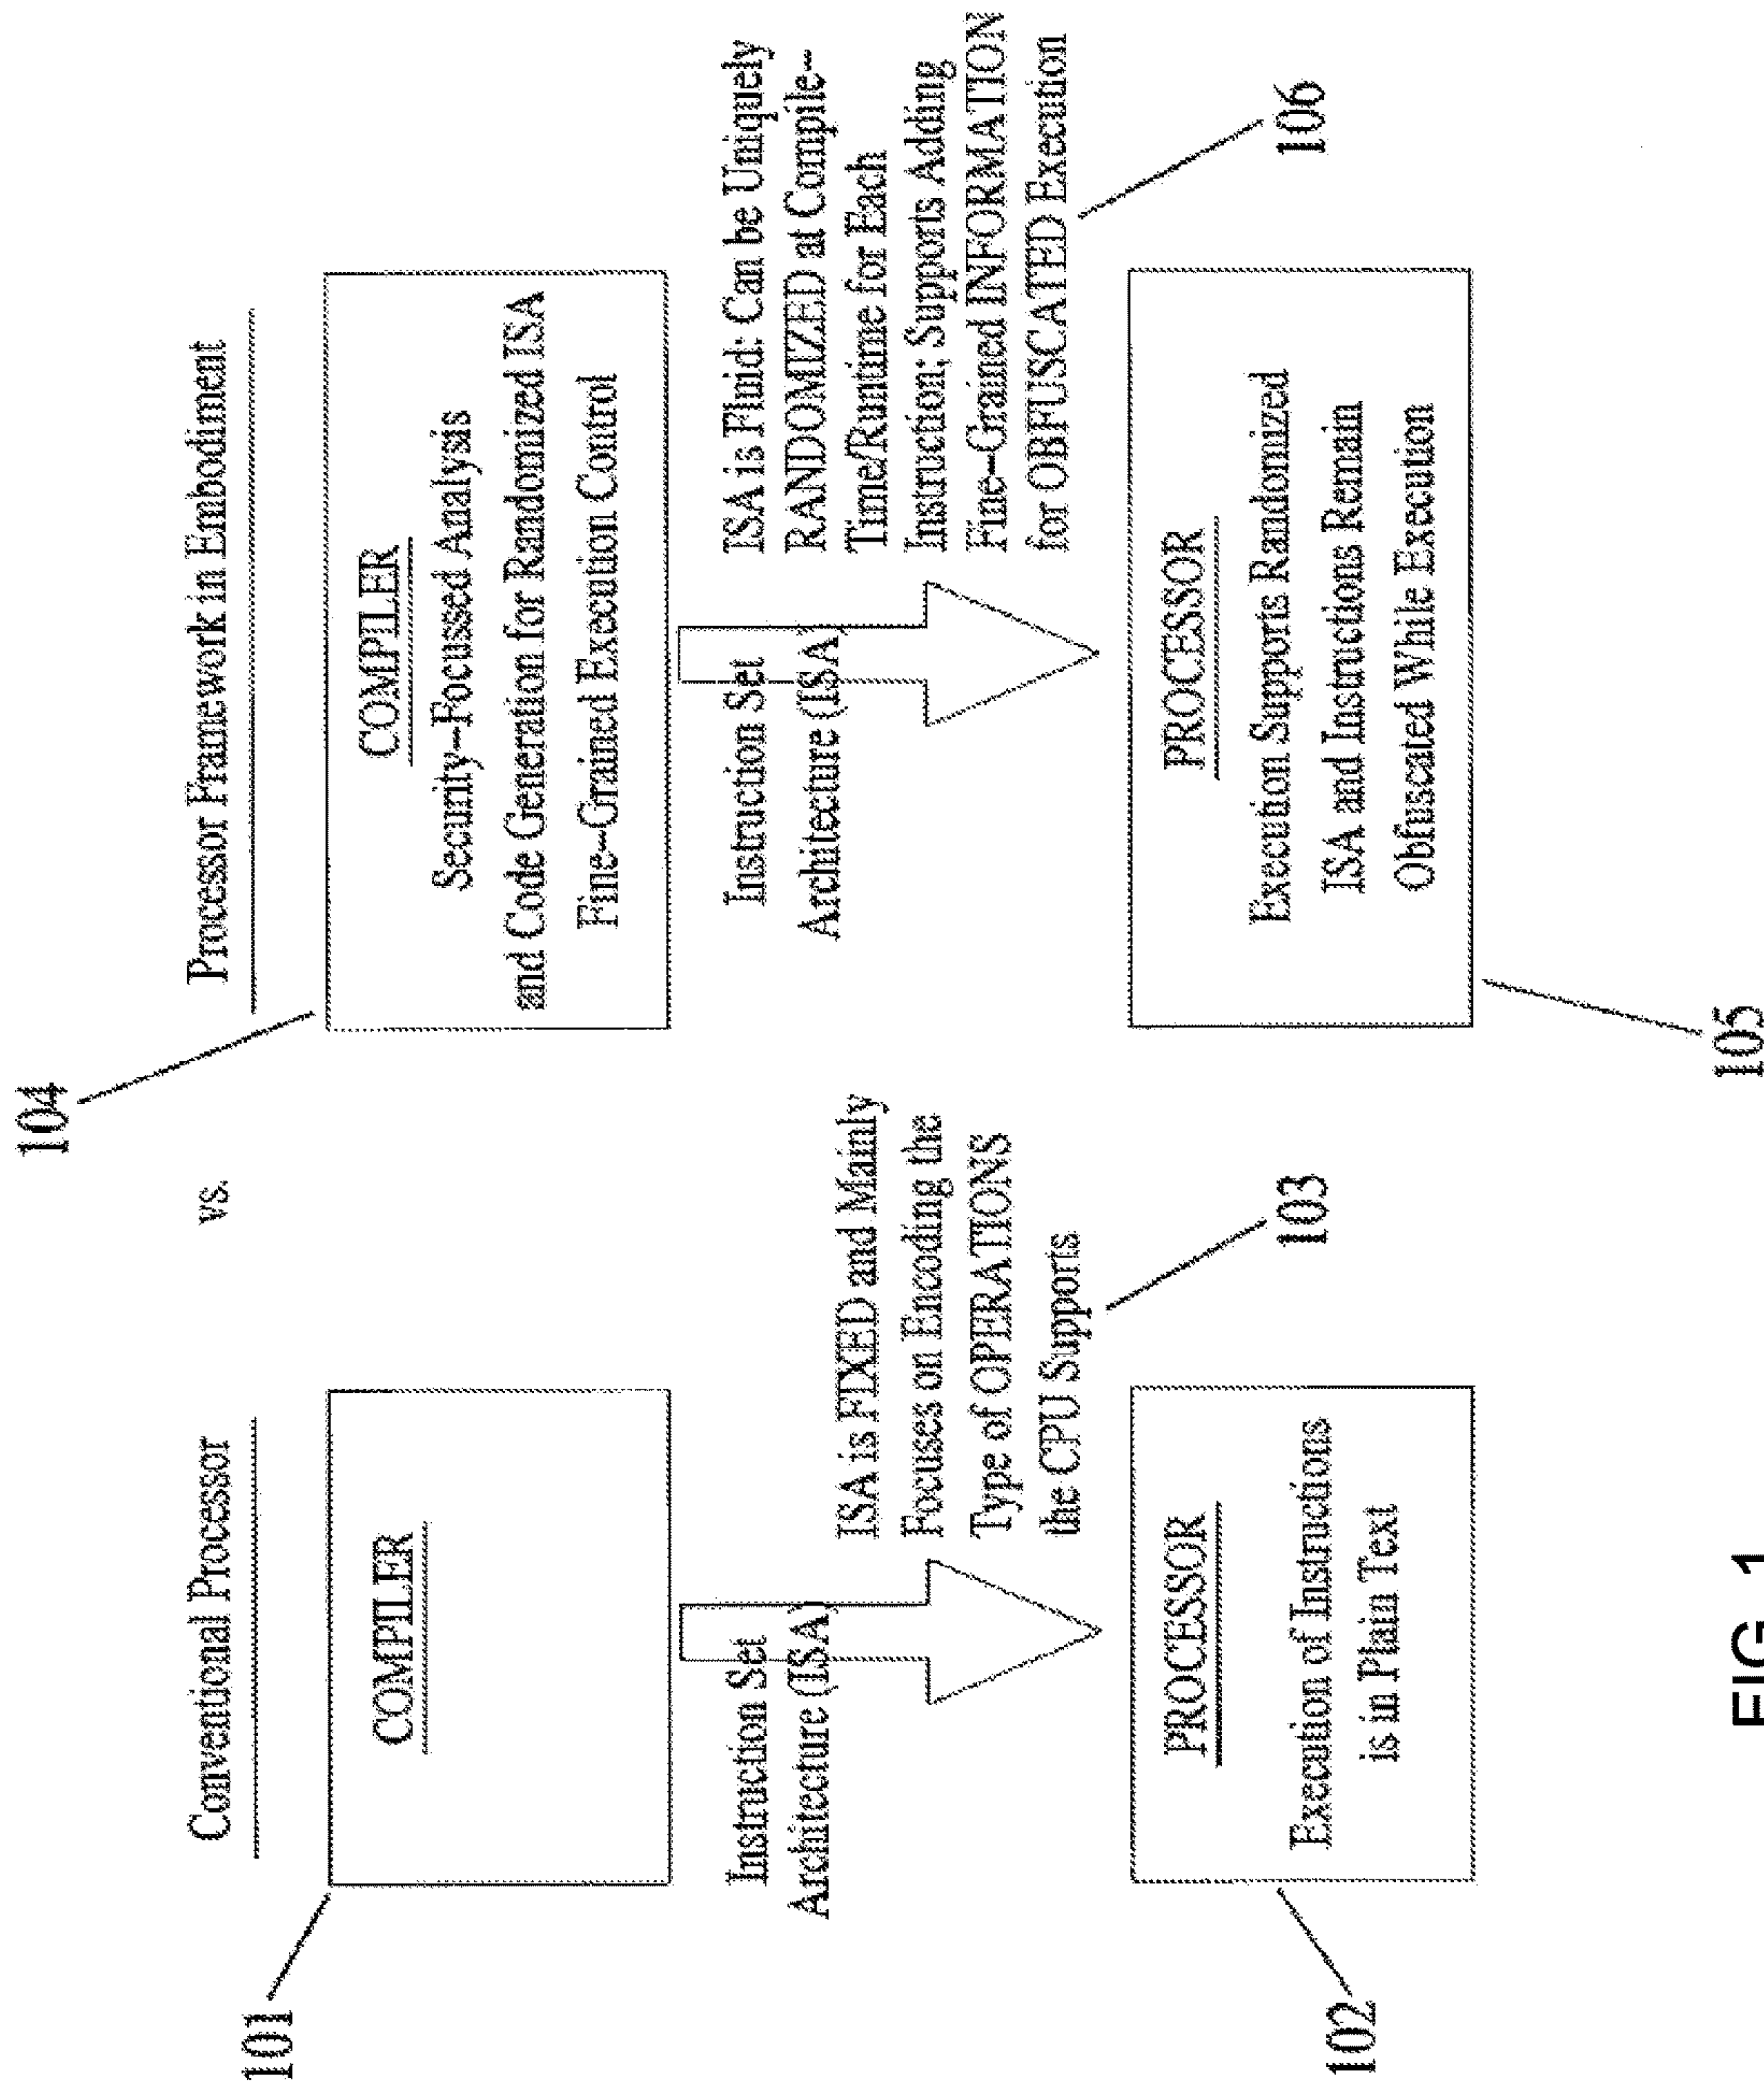 Conventional Processor
vs.
Processor Framework in Embodiment
101
COMPILER
Instruction Set
Architecture (ISA)
ISA is FIXED and Mainly
Focuses on Encoding the
Type of OPERATIONS
the CPU Supports
103
PROCESSOR
Execution of Instructions
is in Plain Text
102
104
COMPILER
Security-Focussed Analysis
and Code Generation for Randomized ISA
Fine-Grained Execution Control
Instruction Set
Architecture (ISA)
ISA is Fluid: Can be Uniquely
RANDOMIZED at Compile-
Time/Runtime for Each
Instruction; Supports Adding
Fine-Grained INFORMATION
for OBFUSCATED Execution
106
PROCESSOR
Execution Supports Randomized
ISA and Instructions Remain
Obfuscated While Execution
105
FIG. 1